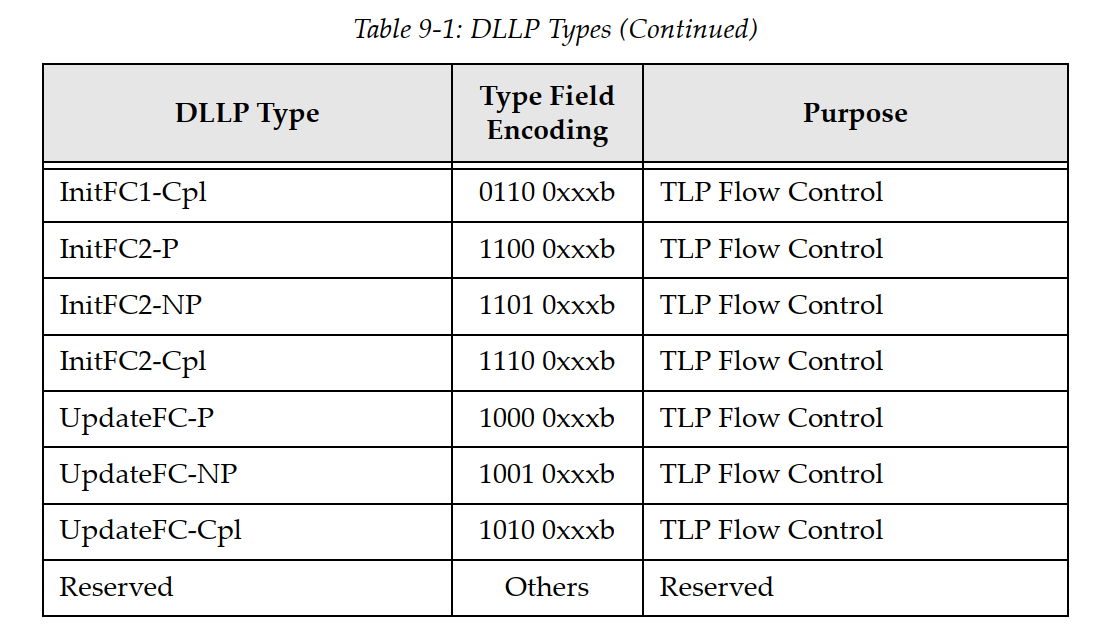 Table 9-1: DLLP Types (Continued)
DLLP Type Type Field Encoding Purpose
InitFC1-Cpl 0110 0xxxb TLP Flow Control
InitFC2-P 1100 0xxxb TLP Flow Control
InitFC2-NP 1101 0xxxb TLP Flow Control
InitFC2-Cpl 1110 0xxxb TLP Flow Control
UpdateFC-P 1000 0xxxb TLP Flow Control
UpdateFC-NP 1001 0xxxb TLP Flow Control
UpdateFC-Cpl 1010 0xxxb TLP Flow Control
Reserved Others Reserved